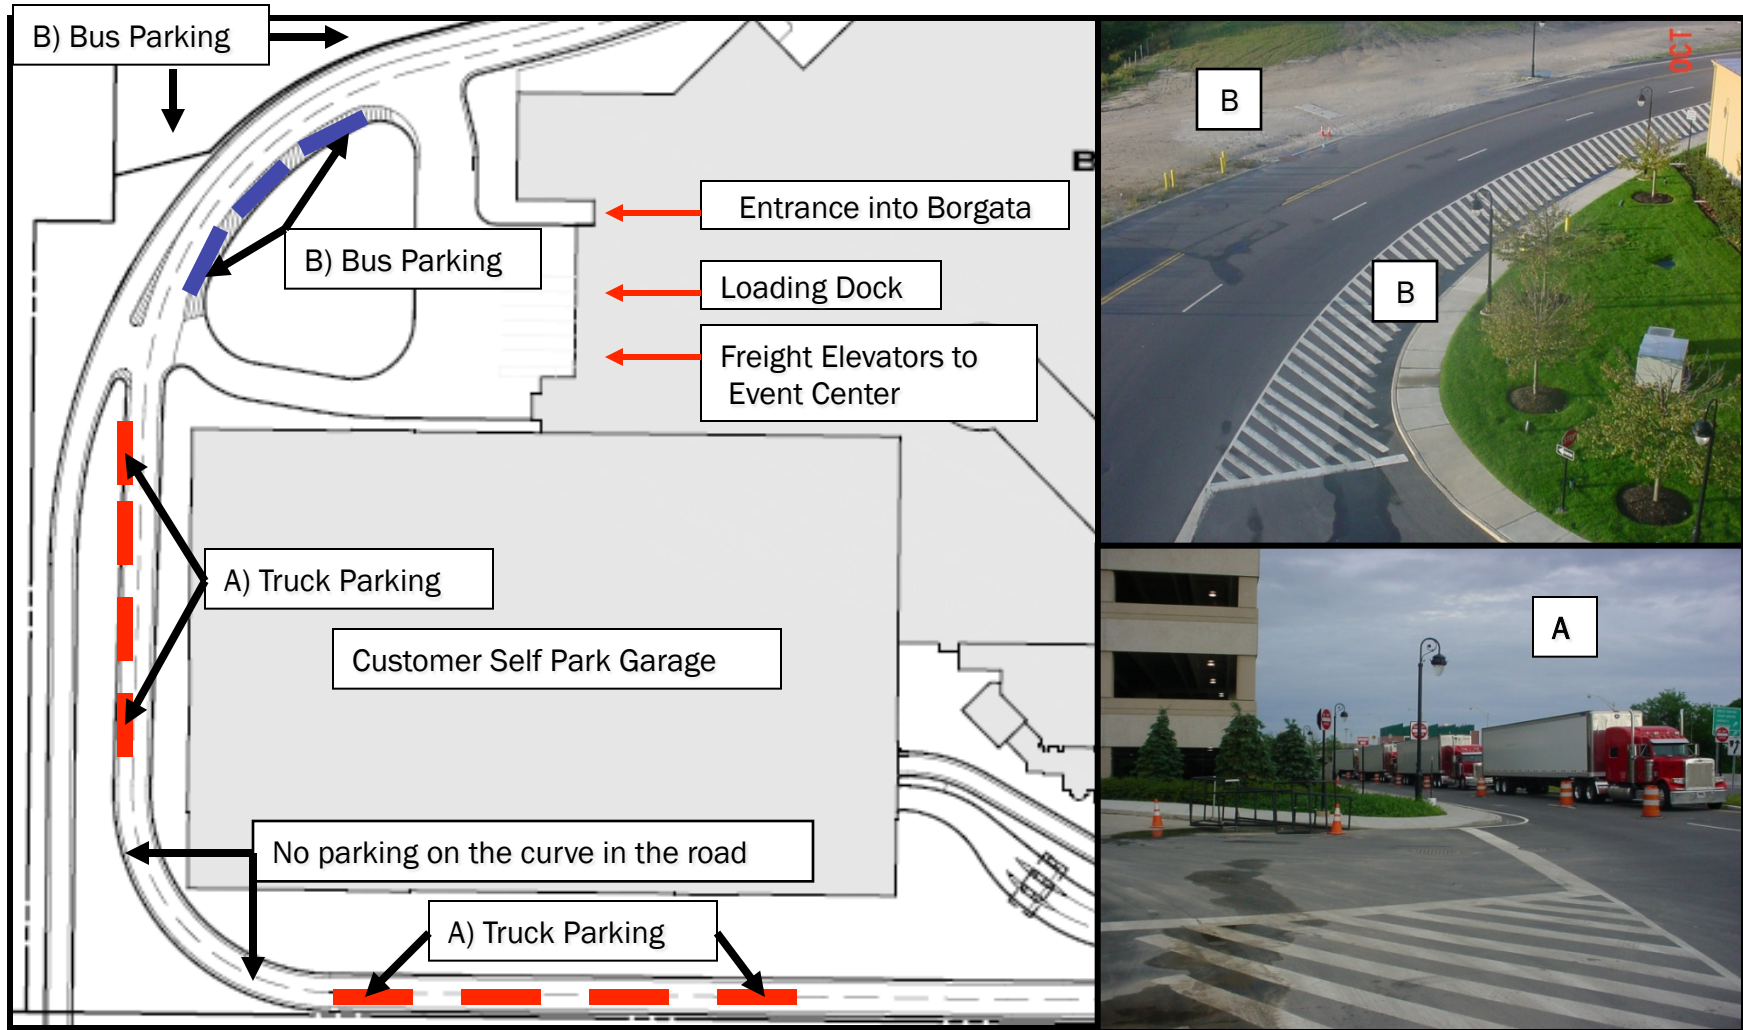 B) Bus Parking
B
Entrance into Borgata
B) Bus Parking
Loading Dock
Freight Elevators to
Event Center
A) Truck Parking
Customer Self Park Garage
No parking on the curve in the road
A) Truck Parking
OCT
B
B
A